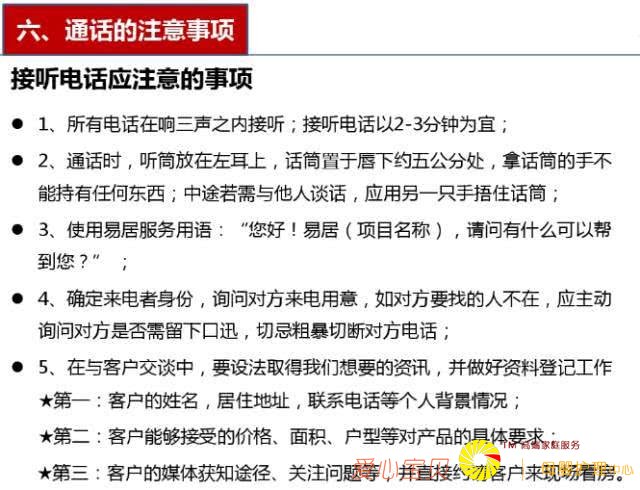 六、通话的注意事项
接听电话应注意的事项
● 1、所有电话在响三声之内接听；接听电话以2-3分钟为宜；
● 2、通话时，听筒放在左耳上，话筒置于唇下约五公分处，拿话筒的手不
能持有任何东西；中途若需与他人谈话，应用另一只手捂住话筒；
● 3、使用易居服务用语：“您好！易居（项目名称），请问有什么可以帮
到您？” ；
● 4、确定来电者身份，询问对方来电用意，如对方要找的人不在，应主动
询问对方是否需留下口迅，切忌粗暴切断对方电话；
● 5、在与客户交谈中，要设法取得我们想要的资讯，并做好资料登记工作
★第一：客户的姓名，居住地址，联系电话等个人背景情况；
★第二：客户能够接受的价格、面积、户型等对产品的具体要求；
TM 高端家庭服务
★第三：客户的媒体获知途径、关注问题等，并直接约请客户来现场看房。
爱心宝贝